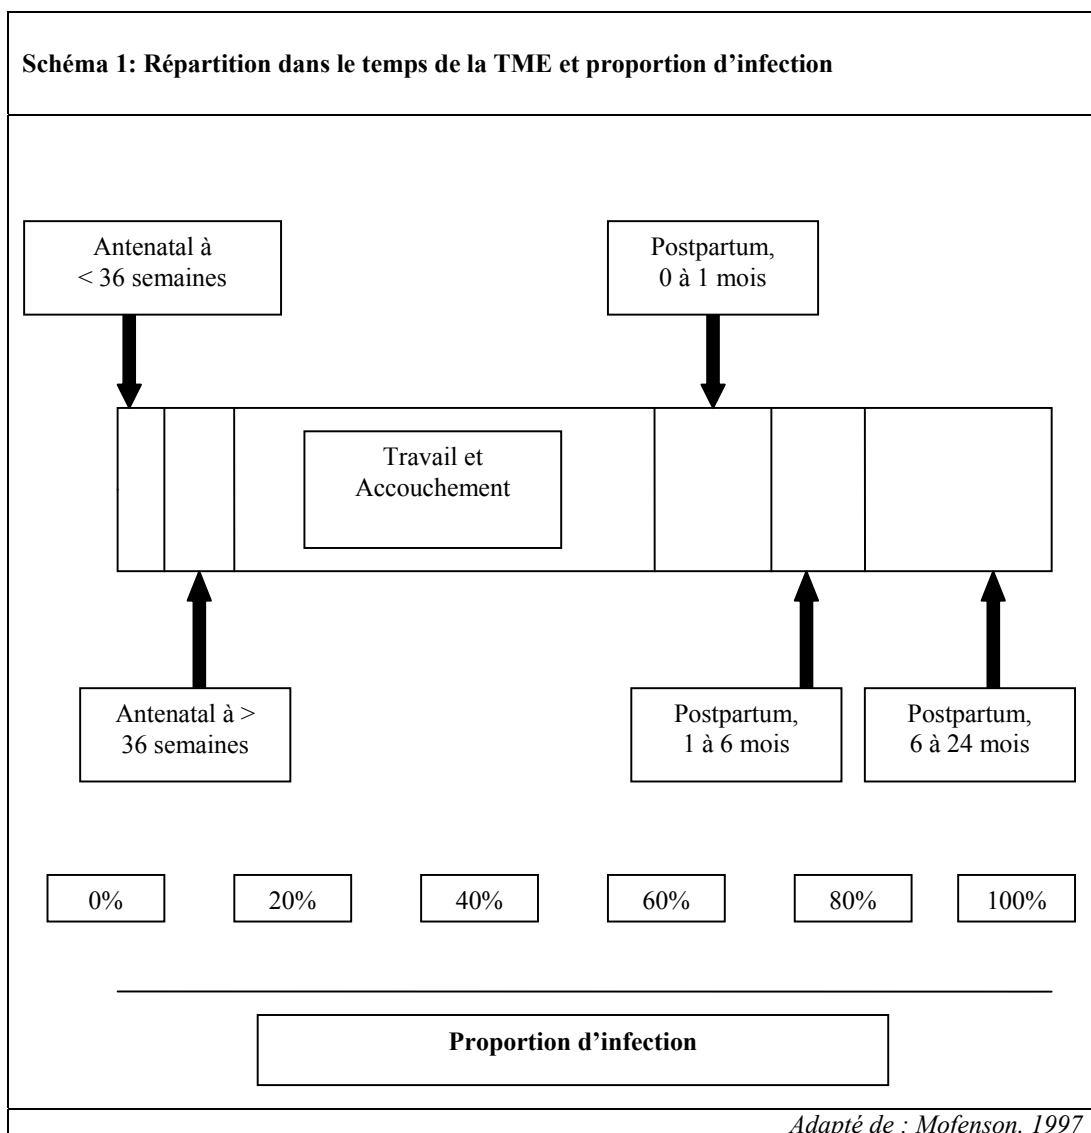 Schéma 1: Répartition dans le temps de la TME et proportion d’infection
Antenatal à
< 36 semaines
Postpartum,
0 à 1 mois
Travail et
Accouchement
Antenatal à >
36 semaines
Postpartum,
1 à 6 mois
Postpartum,
6 à 24 mois
0%
20%
40%
60%
80%
100%
Proportion d’infection
Adapté de : Mofenson, 1997